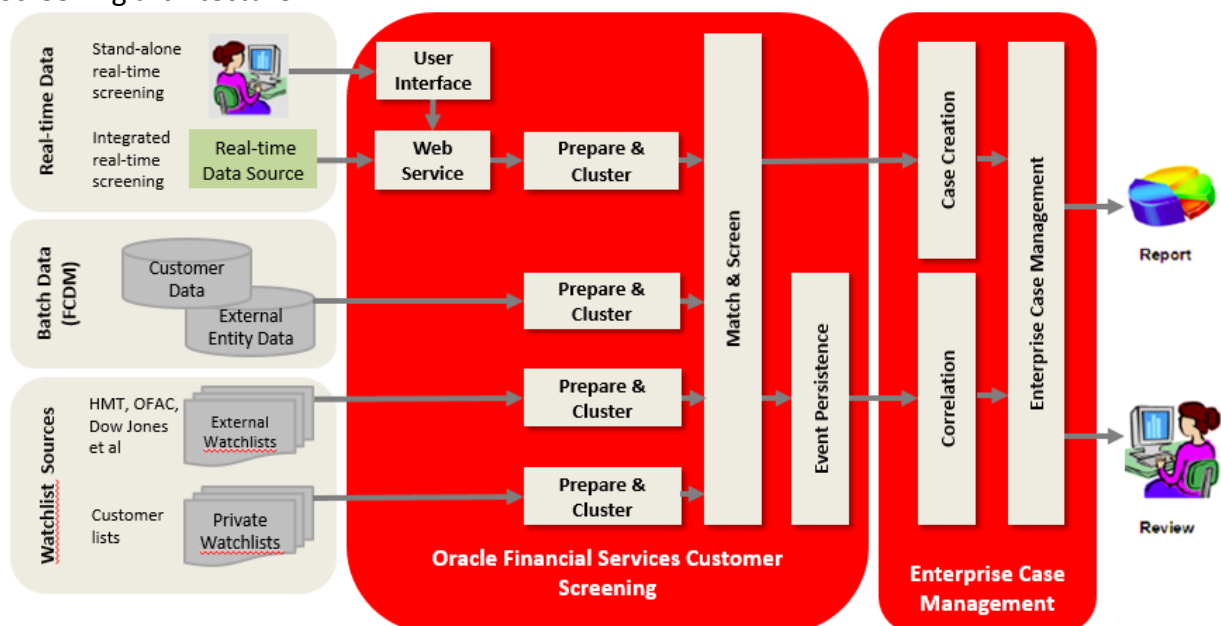 Real-time Data
Stand-alone
real-time
screening
Integrated
real-time
screening
Real-time
Data Source
Batch Data
(FCDM)
Customer
Data
External
Entity Data
Watchlist Sources
HMT, OFAC,
Dow Jones
et al
External
Watchlists
Customer
lists
Private
Watchlists
User
Interface
Web
Service
Prepare &
Cluster
Prepare &
Cluster
Prepare &
Cluster
Prepare &
Cluster
Match & Screen
Event Persistence
Oracle Financial Services Customer
Screening
Case Creation
Correlation
Enterprise Case Management
Enterprise Case
Management
Report
Review